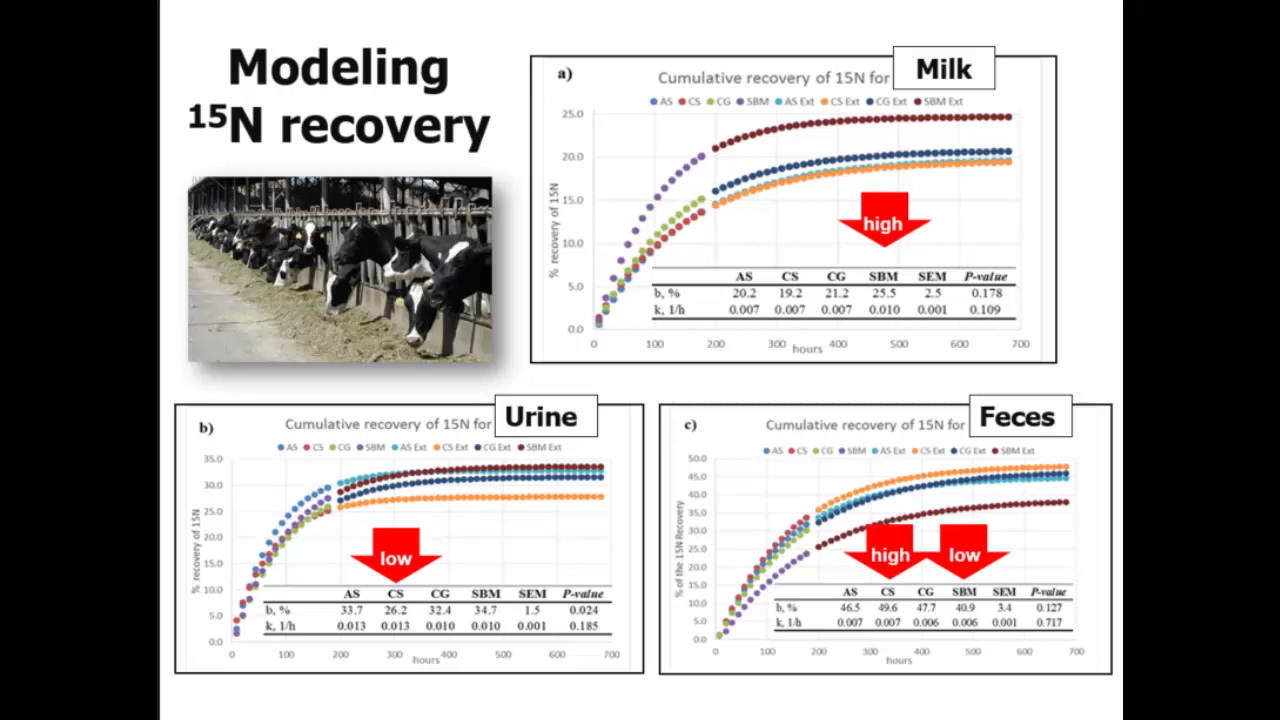 Modeling
¹⁵N recovery
a)
Cumulative recovery of 15N for
Milk
AS CS CG SBM AS Ext CS Ext CG Ext SBM Ext
% recovery of 15N
25.0
20.0
15.0
10.0
5.0
0.0
high
AS CS CG SBM SEM P-value
b, % 20.2 19.2 21.2 25.5 2.5 0.178
k, 1/h 0.007 0.007 0.007 0.010 0.001 0.109
0 100 200 300 400 500 600 700
hours
b)
Cumulative recovery of 15N for
Urine
AS CS CG SBM AS Ext CS Ext CG Ext SBM Ext
% recovery of 15N
35.0
30.0
25.0
20.0
15.0
10.0
5.0
0.0
low
AS CS CG SBM SEM P-value
b, % 33.7 26.2 32.4 34.7 1.5 0.024
k, 1/h 0.013 0.013 0.010 0.010 0.001 0.185
0 100 200 300 400 500 600 700
hours
c)
Cumulative recovery of 15N for
Feces
AS CS CG SBM AS Ext CS Ext CG Ext SBM Ext
% of the 15N Recovery
50.0
45.0
40.0
35.0
30.0
25.0
20.0
15.0
10.0
5.0
0.0
high
low
AS CS CG SBM SEM P-value
b, % 46.5 49.6 47.7 40.9 3.4 0.127
k, 1/h 0.007 0.007 0.006 0.006 0.001 0.717
0 100 200 300 400 500 600 700
hours